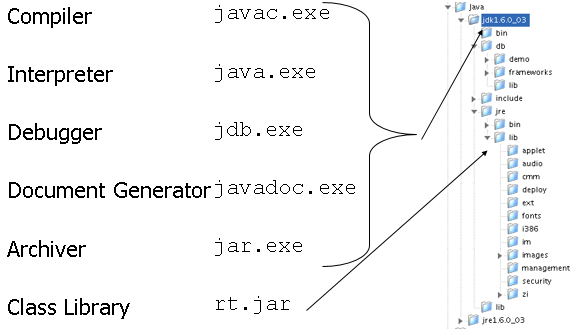 Compiler javac.exe
Interpreter java.exe
Debugger jdb.exe
Document Generator javadoc.exe
Archiver jar.exe
Class Library rt.jar
Java
jdk1.6.0_03
bin
db
demo
frameworks
lib
include
jre
bin
lib
applet
audio
cmm
deploy
ext
fonts
i386
im
images
management
security
zi
lib
jre1.6.0_03